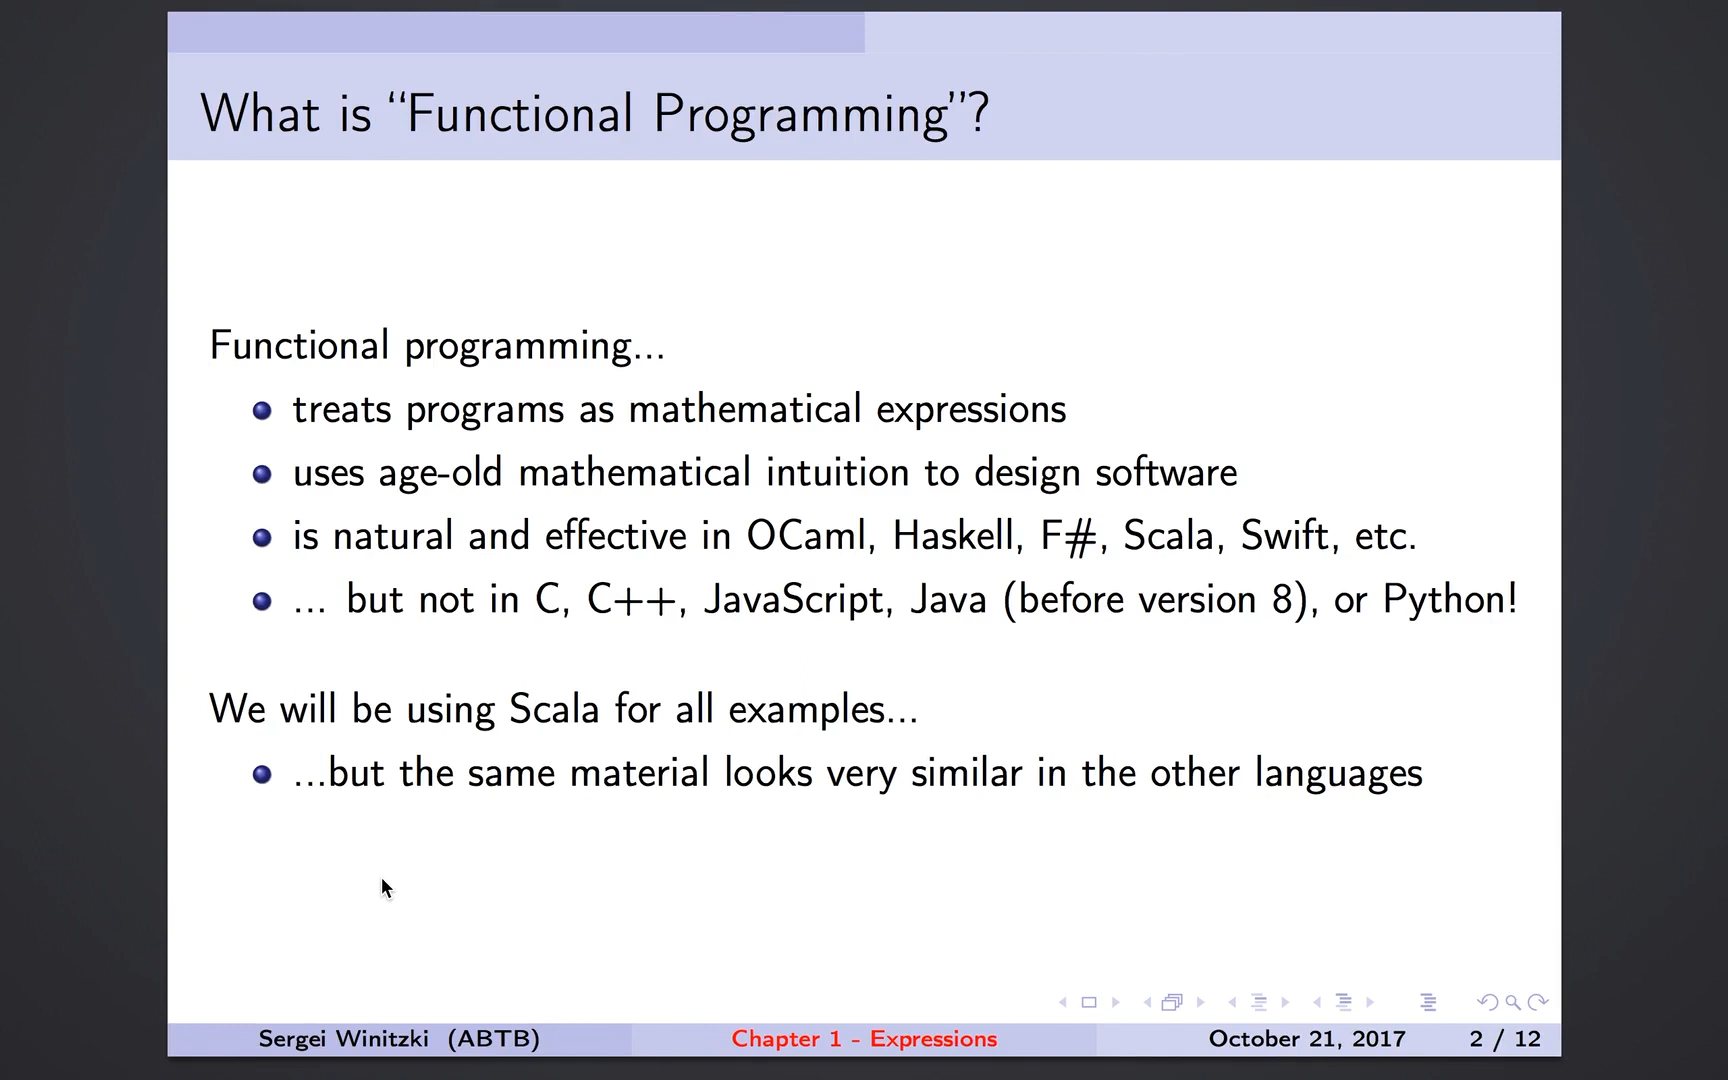 What is “Functional Programming”?
Functional programming...
treats programs as mathematical expressions
uses age-old mathematical intuition to design software
is natural and effective in OCaml, Haskell, F#, Scala, Swift, etc.
... but not in C, C++, JavaScript, Java (before version 8), or Python!
We will be using Scala for all examples...
...but the same material looks very similar in the other languages
Sergei Winitzki (ABTB) Chapter 1 - Expressions October 21, 2017 2 / 12